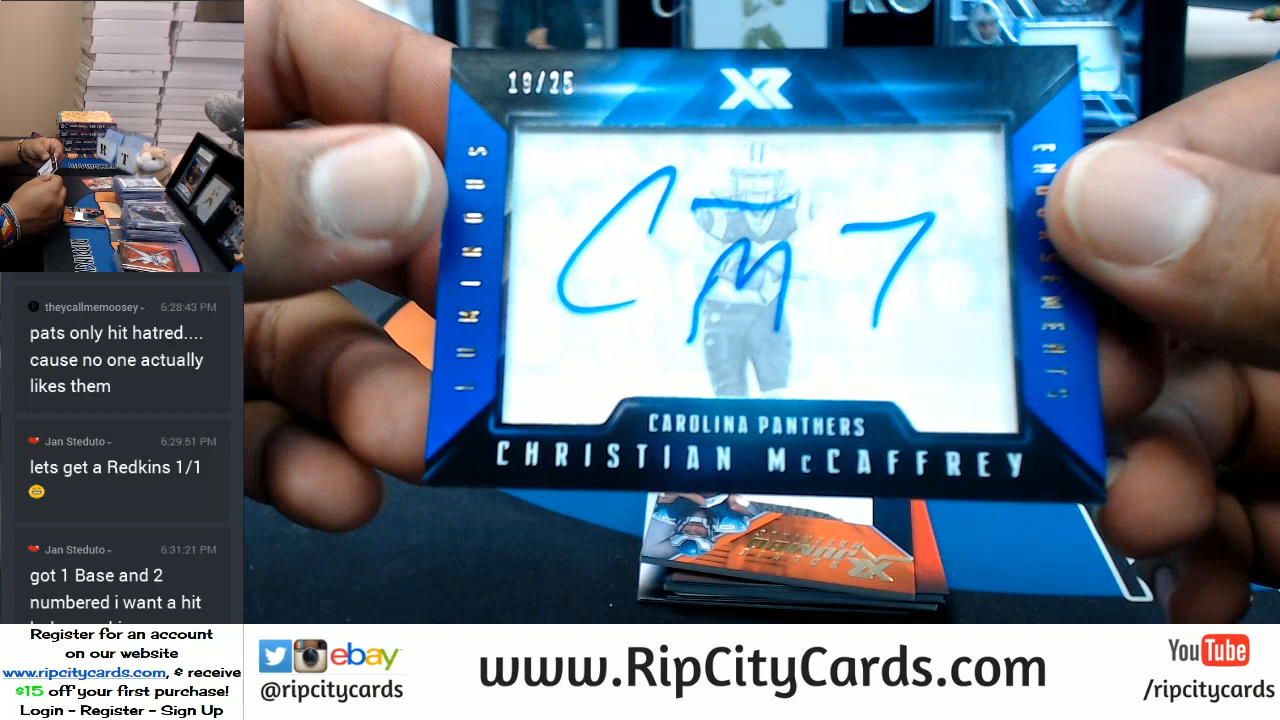 19/25
XR
IUXIXOUS
ENDORSEMENTS
CMC
CAROLINA PANTHERS
CHRISTIAN McCAFFREY
R T
theycallmemoosey 6:28:43 PM
pats only hit hatred....
cause no one actually
likes them
Jan Steduto 6:29:51 PM
lets get a Redkins 1/1
Jan Steduto 6:31:21 PM
got 1 Base and 2
numbered i want a hit
Register for an account
on our website
www.ripcitycards.com, & receive
$15 off your first purchase!
Login - Register - Sign Up
ebay
@ripcitycards
www.RipCityCards.com
YouTube
/ripcitycards